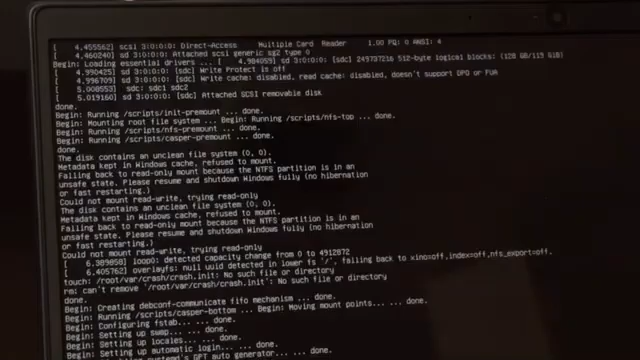 [    4.455562] scsi 3:0:0:0: Direct-Access     Multiple Card  Reader     1.00 PQ: 0 ANSI: 4
[    4.460240] sd 3:0:0:0: Attached scsi generic sg2 type 0
Begin: Loading essential drivers ... [    4.984059] sd 3:0:0:0: [sdc] 249737216 512-byte logical blocks: (128 GB/119 GiB)
[    4.990425] sd 3:0:0:0: [sdc] Write Protect is off
[    4.996709] sd 3:0:0:0: [sdc] Write cache: disabled, read cache: disabled, doesn't support DPO or FUA
[    5.008553]  sdc: sdc1 sdc2
[    5.019160] sd 3:0:0:0: [sdc] Attached SCSI removable disk
done.
Begin: Running /scripts/init-premount ... done.
Begin: Mounting root file system ... Begin: Running /scripts/nfs-top ... done.
Begin: Running /scripts/nfs-premount ... done.
Begin: Running /scripts/casper-premount ... done.
done.
The disk contains an unclean file system (0, 0).
Metadata kept in Windows cache, refused to mount.
Falling back to read-only mount because the NTFS partition is in an
unsafe state. Please resume and shutdown Windows fully (no hibernation
or fast restarting.)
Could not mount read-write, trying read-only
The disk contains an unclean file system (0, 0).
Metadata kept in Windows cache, refused to mount.
Falling back to read-only mount because the NTFS partition is in an
unsafe state. Please resume and shutdown Windows fully (no hibernation
or fast restarting.)
Could not mount read-write, trying read-only
[    6.389058] loop0: detected capacity change from 0 to 4912872
[    6.405762] overlayfs: null uuid detected in lower fs '/', falling back to xino=off,index=off,nfs_export=off.
touch: /root/var/crash/crash.init: No such file or directory
rm: can't remove '/root/var/crash/crash.init': No such file or directory
done.
Begin: Creating debconf-communicate fifo mechanism ... done.
Begin: Running /scripts/casper-bottom ... Begin: Moving mount points... done.
Begin: Configuring fstab... done.
Begin: Setting up swap... done.
Begin: Setting up locales... done.
Begin: Setting up automatic login... done.
systemd's GPT auto generator... done.